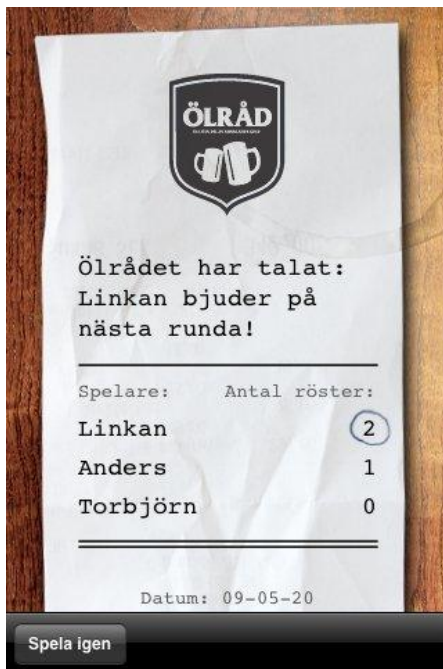 ÖLRÅD
Ölrådet har talat:
Linkan bjuder på
nästa runda!
Spelare: Antal röster:
Linkan 2
Anders 1
Torbjörn 0
Datum: 09-05-20
Spela igen